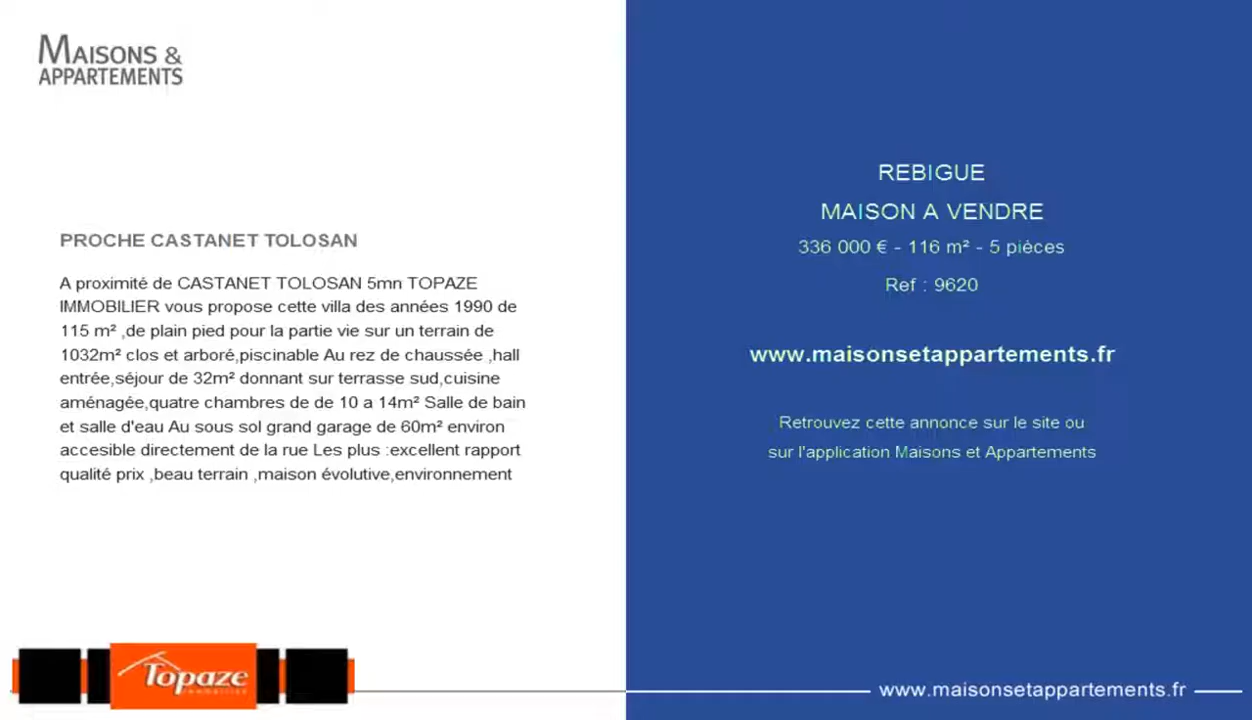 MAISONS &
APPARTEMENTS
PROCHE CASTANET TOLOSAN
A proximité de CASTANET TOLOSAN 5mn TOPAZE
IMMOBILIER vous propose cette villa des années 1990 de
115 m² ,de plain pied pour la partie vie sur un terrain de
1032m² clos et arboré,piscinable Au rez de chaussée ,hall
entrée,séjour de 32m² donnant sur terrasse sud,cuisine
aménagée,quatre chambres de de 10 a 14m² Salle de bain
et salle d'eau Au sous sol grand garage de 60m² environ
accesible directement de la rue Les plus :excellent rapport
qualité prix ,beau terrain ,maison évolutive,environnement
Topaze
REBIGUE
MAISON A VENDRE
336 000 € - 116 m² - 5 pièces
Ref : 9620
www.maisonsetappartements.fr
Retrouvez cette annonce sur le site ou
sur l'application Maisons et Appartements
www.maisonsetappartements.fr